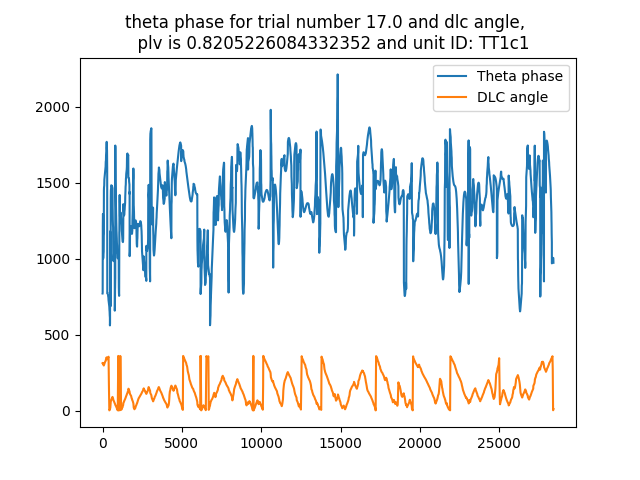 theta phase for trial number 17.0 and dlc angle,
plv is 0.8205226084332352 and unit ID: TT1c1
Theta phase
DLC angle
2000
1500
1000
500
0
0 5000 10000 15000 20000 25000